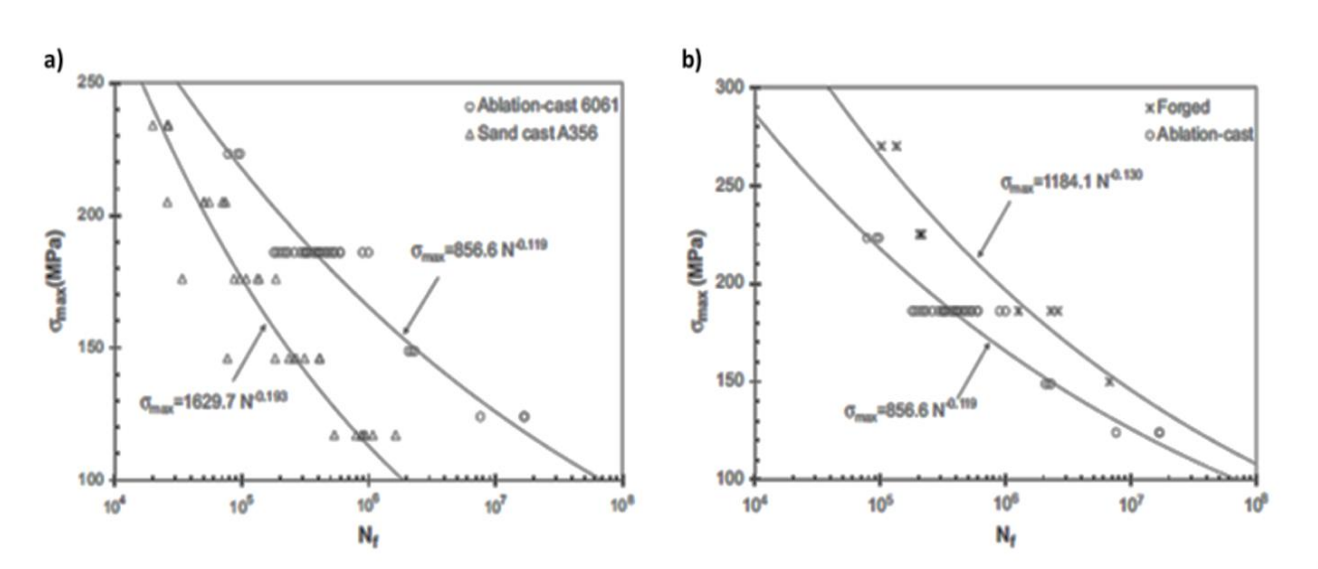 a)
250
200
150
100
σmax(MPa)
○ Ablation-cast 6061
△ Sand cast A356
σmax=856.6 N-0.119
σmax=1629.7 N-0.193
10⁴ 10⁵ 10⁶ 10⁷ 10⁸
Nf
b)
300
250
200
150
100
σmax (MPa)
× Forged
○ Ablation-cast
σmax=1184.1 N-0.130
σmax=856.6 N-0.119
10⁴ 10⁵ 10⁶ 10⁷ 10⁸
Nf